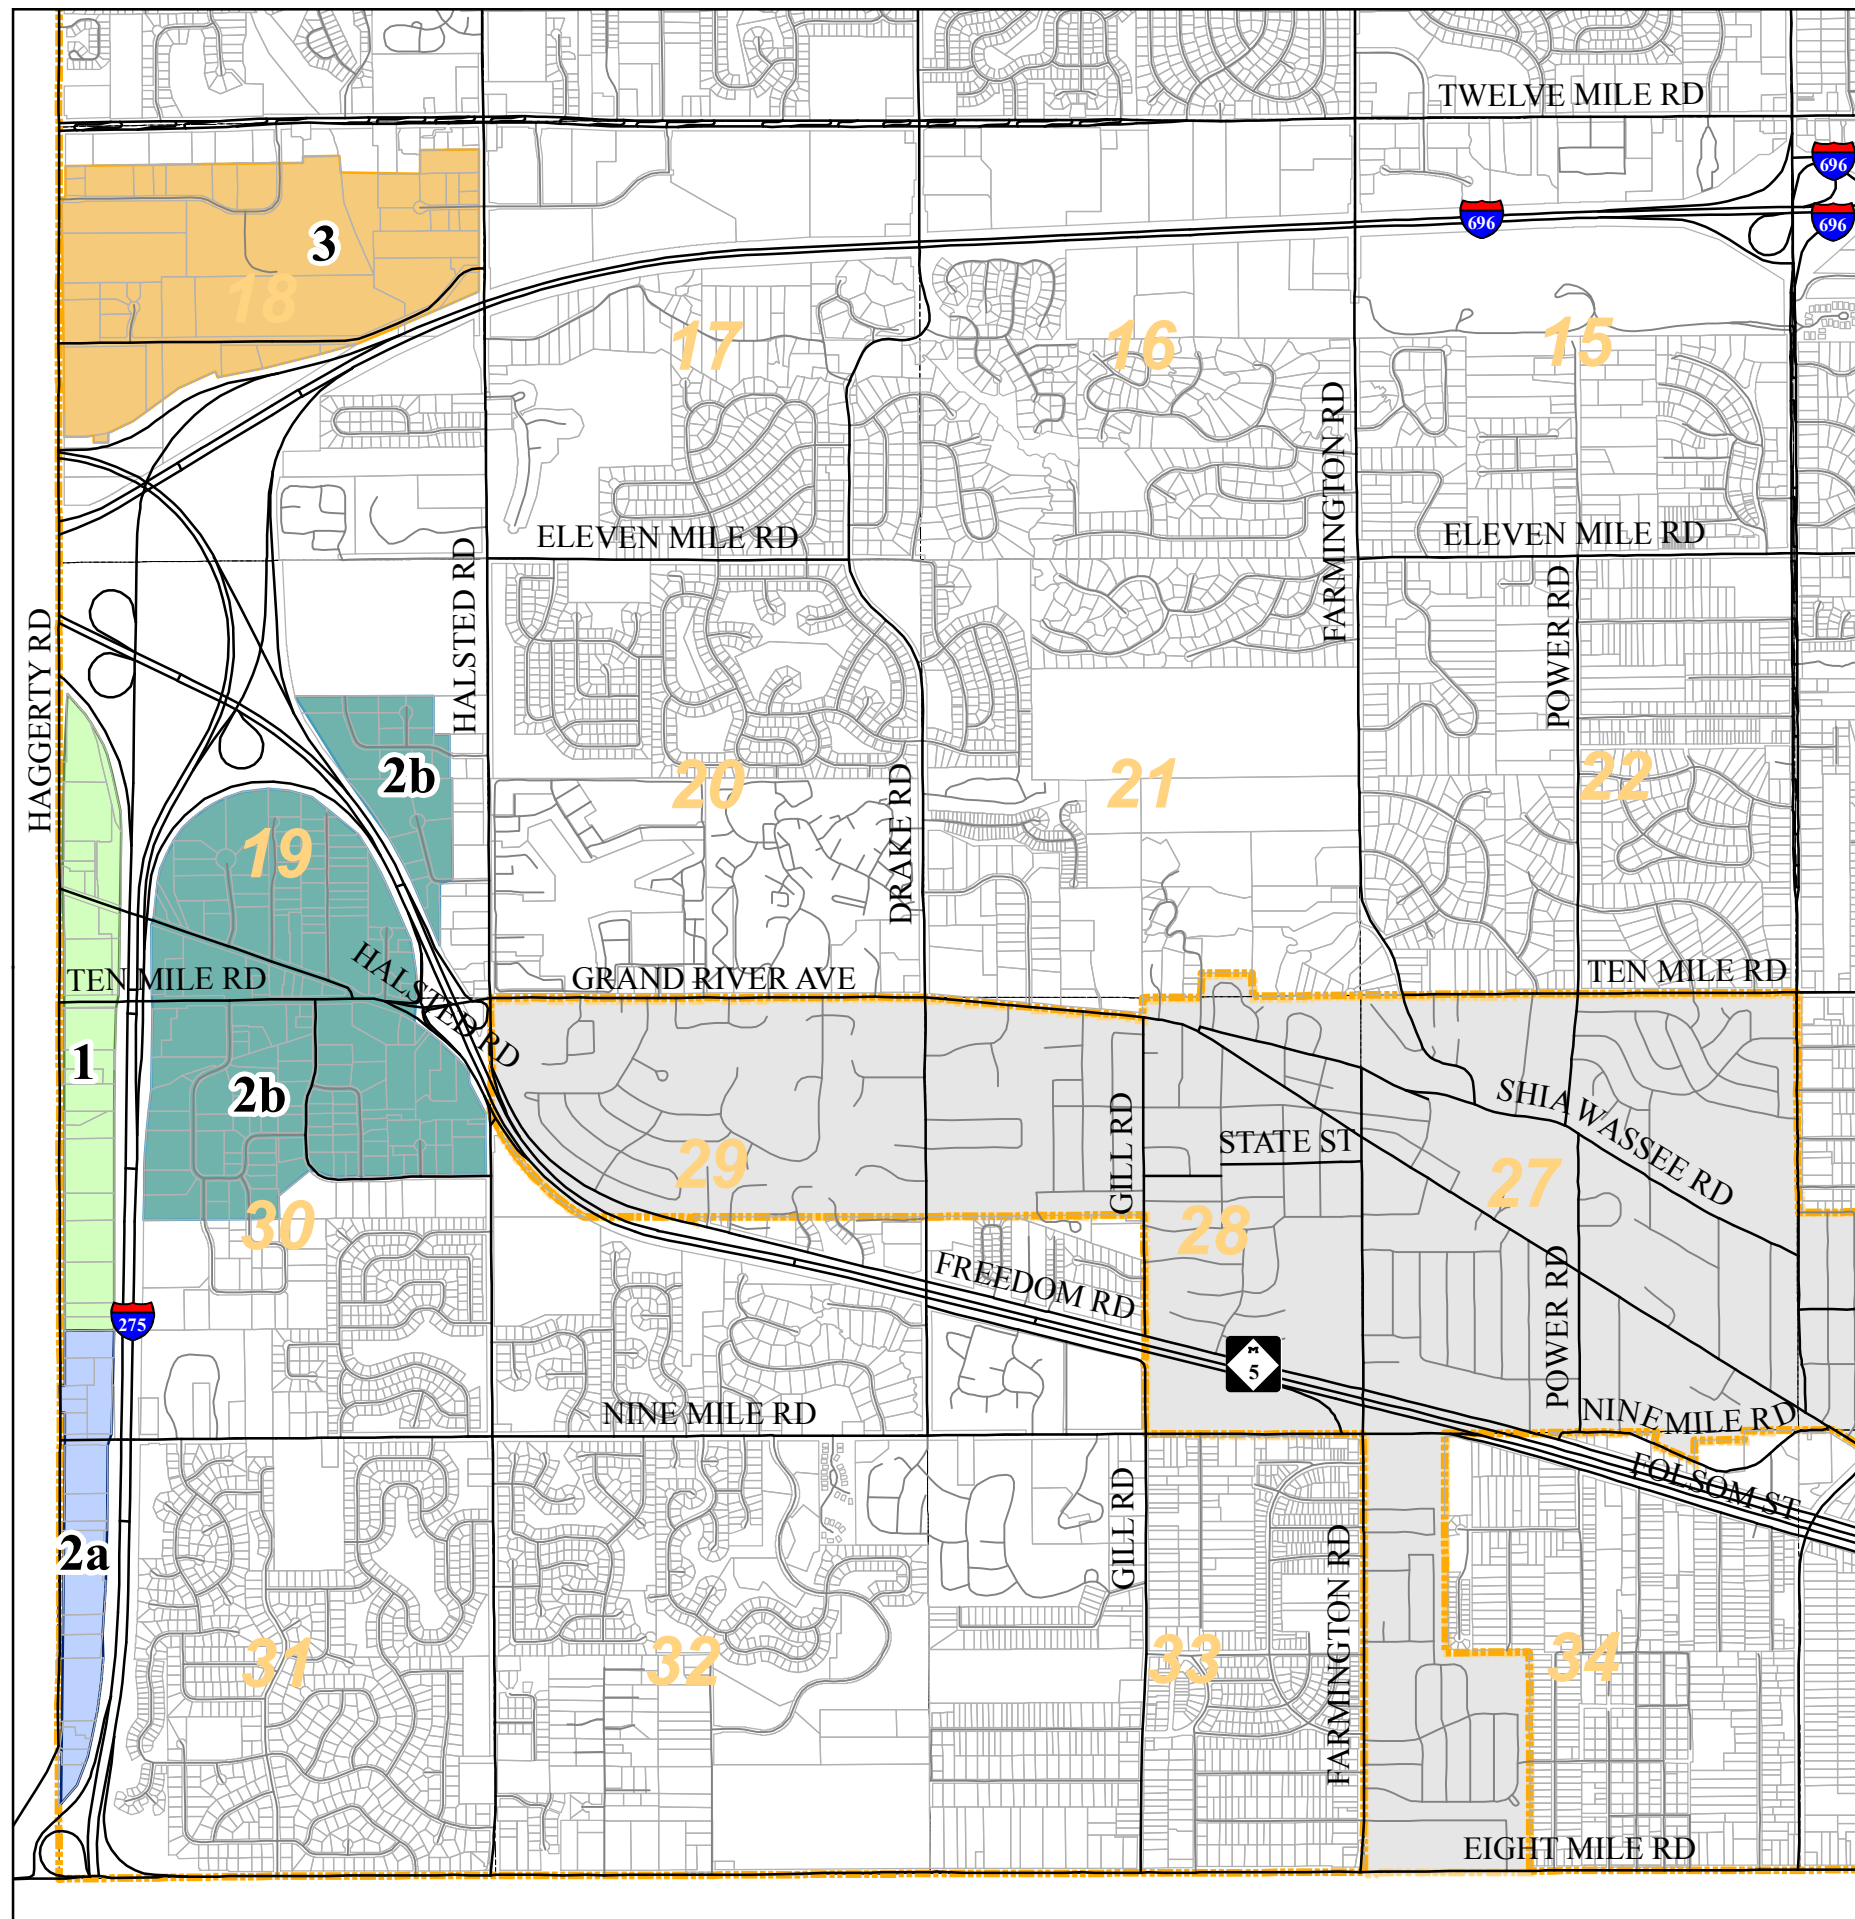 TWELVE MILE RD
696
696
696
3
18
17
16
15
ELEVEN MILE RD
ELEVEN MILE RD
FARMINGTON RD
HALSTED RD
POWER RD
HAGGERTY RD
2b
20
21
22
DRAKE RD
19
TEN MILE RD
HALSTED RD
GRAND RIVER AVE
TEN MILE RD
1
2b
GILL RD
STATE ST
SHIA WASSEE RD
29
28
27
30
FREEDOM RD
POWER RD
275
M
5
NINE MILE RD
NINE MILE RD
FOLSOM ST
2a
GILL RD
FARMINGTON RD
31
32
33
34
EIGHT MILE RD